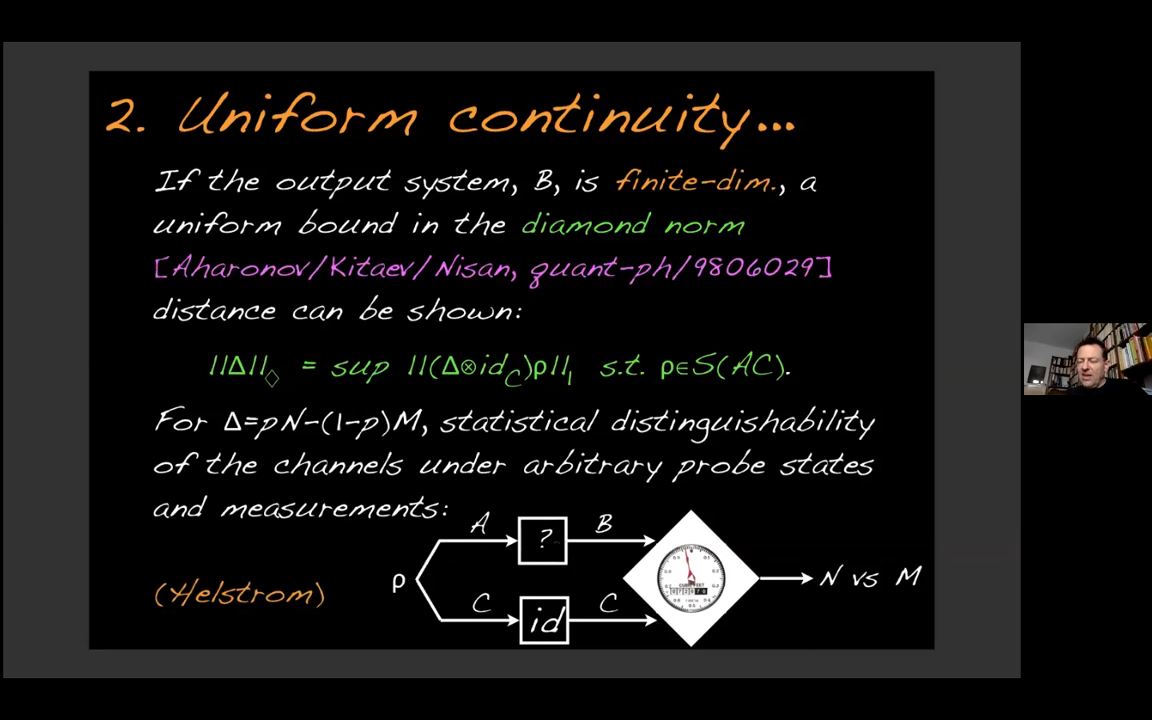 2. Uniform continuity...
If the output system, B, is finite-dim., a
uniform bound in the diamond norm
[Aharonov/Kitaev/Nisan, quant-ph/9806029]
distance can be shown:
||Δ||◇ = sup ||(Δ⊗id_C)ρ||₁ s.t. ρ∈S(AC).
For Δ=pN-(1-p)M, statistical distinguishability
of the channels under arbitrary probe states
and measurements:
A ? B
ρ
C id C
N vs M
(Helstrom)
CUBIC FEET